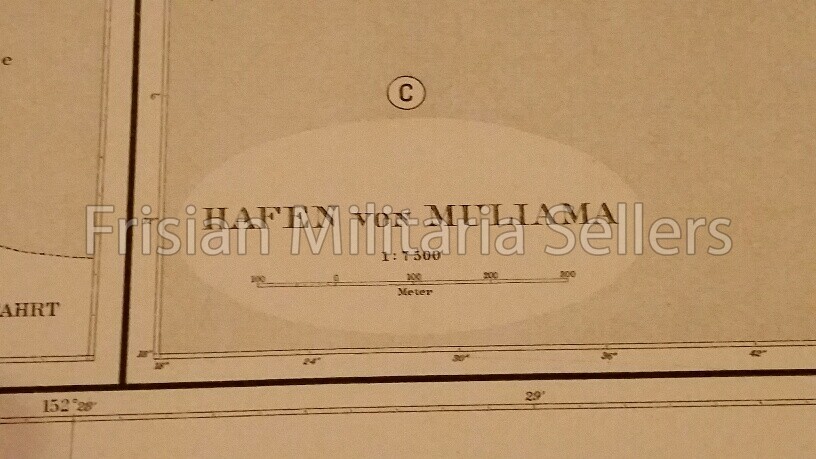 e
C
HAFEN VON MULIAMA
Frisian Militaria Sellers
1:7500
100 0 100 200 300
Meter
AHRT
18" 24" 30" 36" 42"
152° 28' 29'